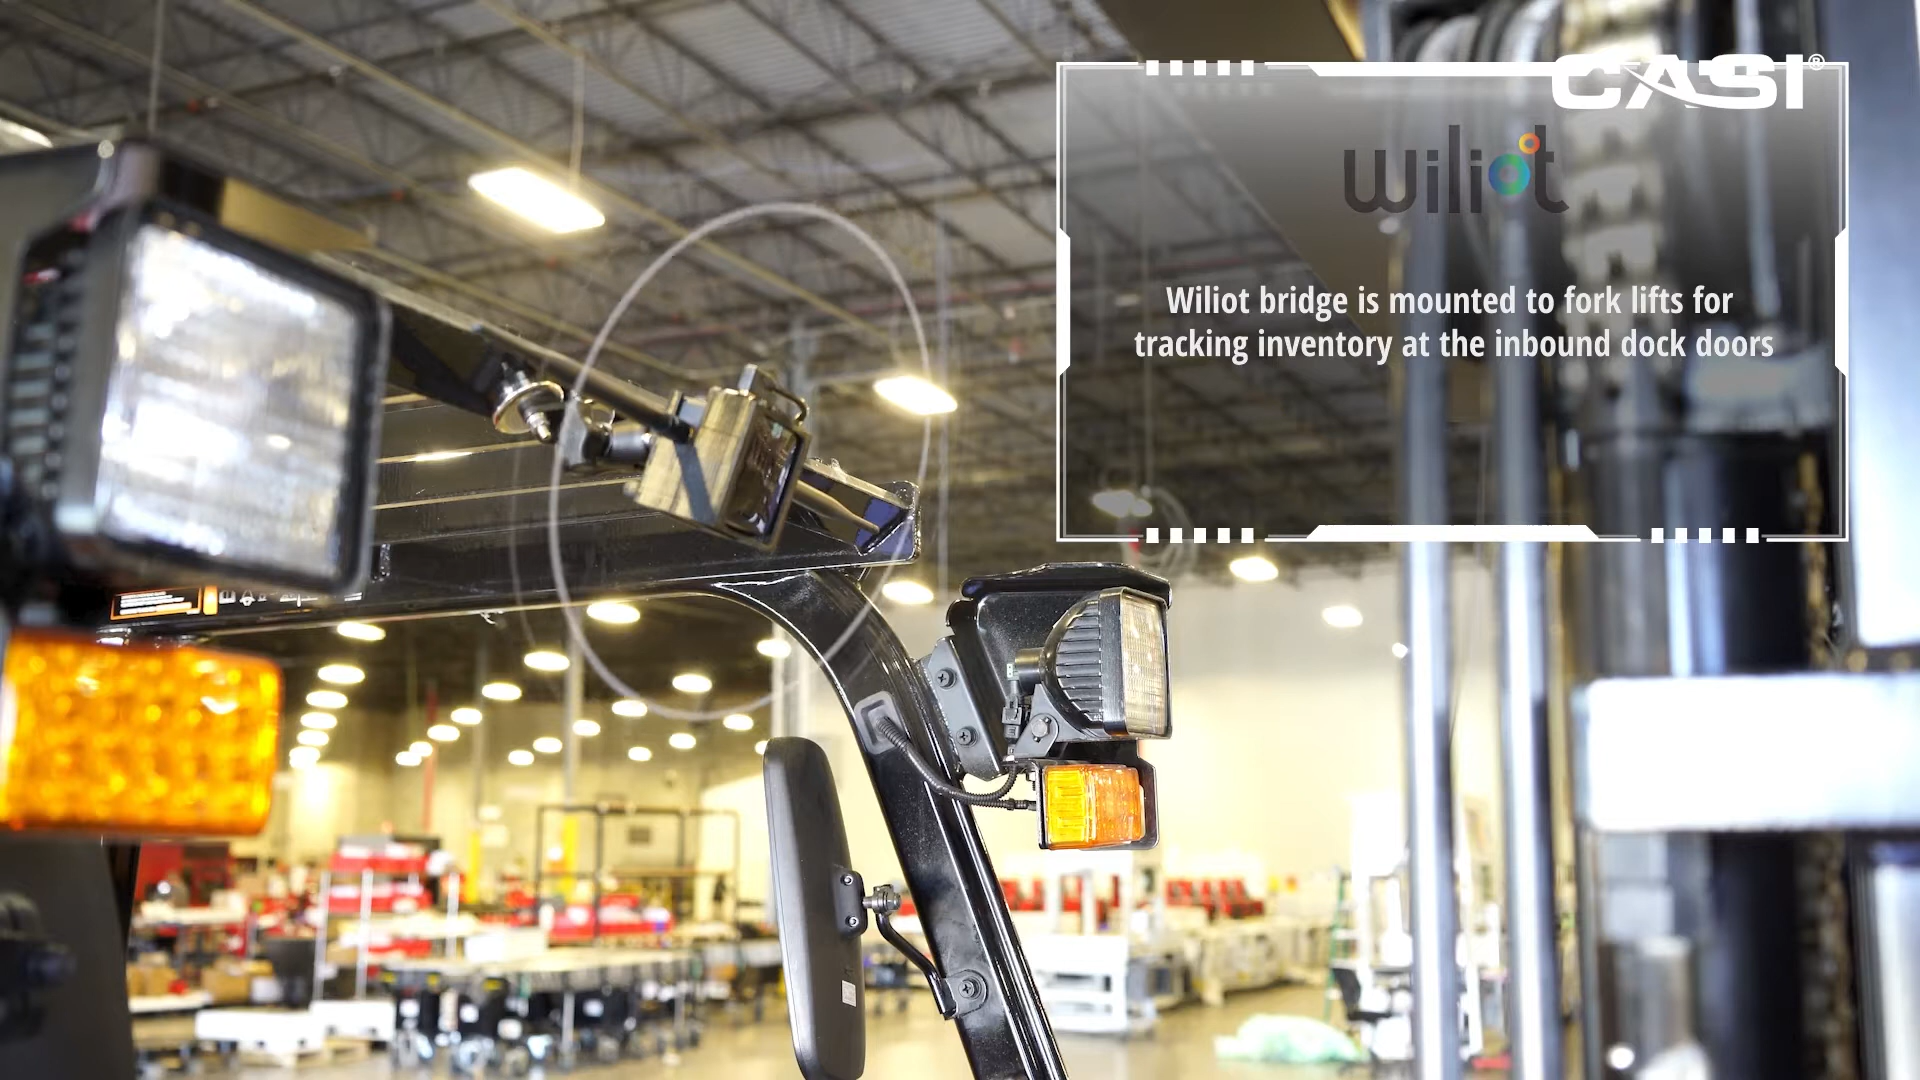 CASI®
wiliot
Wiliot bridge is mounted to fork lifts for
tracking inventory at the inbound dock doors